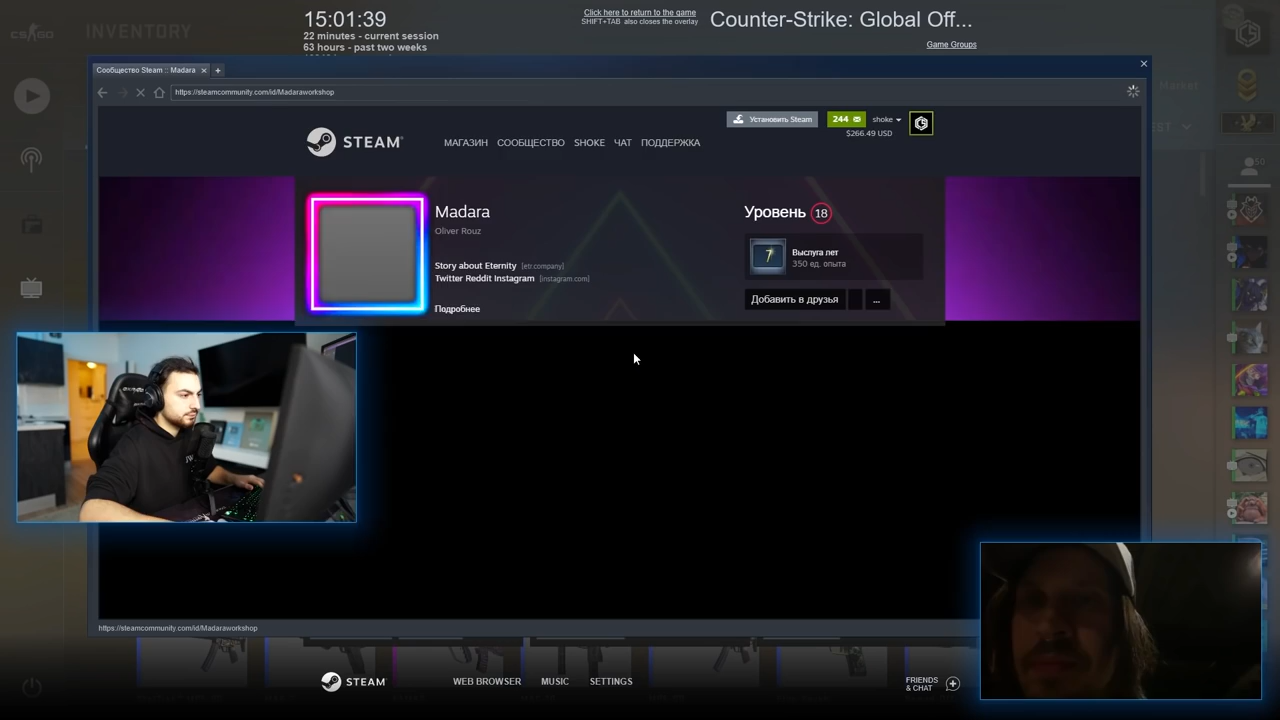 15:01:39
22 minutes - current session
63 hours - past two weeks
Click here to return to the game
SHIFT+TAB also closes the overlay
Counter-Strike: Global Off...
Game Groups
CS:GO
INVENTORY
Market
Сообщество Steam :: Madara
https://steamcommunity.com/id/Madaraworkshop
Установить Steam
244
shoke
$266.49 USD
STEAM
МАГАЗИН СООБЩЕСТВО SHOKE ЧАТ ПОДДЕРЖКА
Madara
Oliver Rouz
Story about Eternity [etr.company]
Twitter Reddit Instagram [instagram.com]
Подробнее
Уровень 18
Выслуга лет
350 ед. опыта
Добавить в друзья
...
https://steamcommunity.com/id/Madaraworkshop
STEAM
WEB BROWSER MUSIC SETTINGS
FRIENDS
& CHAT